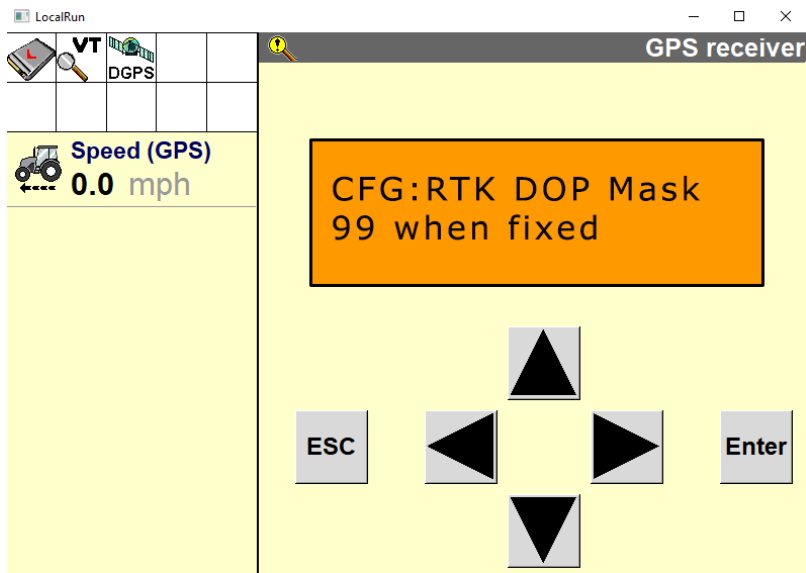 LocalRun
VT
DGPS
GPS receiver
Speed (GPS)
0.0 mph
CFG:RTK DOP Mask
99 when fixed
ESC
Enter